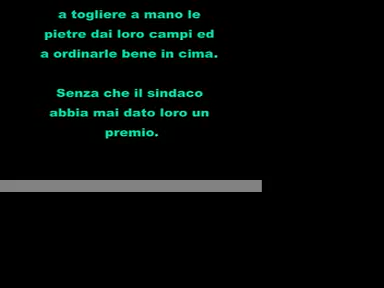 a togliere a mano le
pietre dai loro campi ed
a ordinarle bene in cima.
Senza che il sindaco
abbia mai dato loro un
premio.